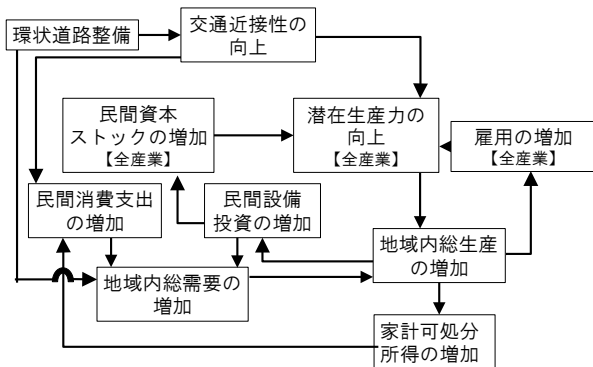 環状道路整備
交通近接性の
向上
民間資本
ストックの増加
【全産業】
潜在生産力の
向上
【全産業】
雇用の増加
【全産業】
民間消費支出
の増加
民間設備
投資の増加
地域内総生産
の増加
地域内総需要の
増加
家計可処分
所得の増加